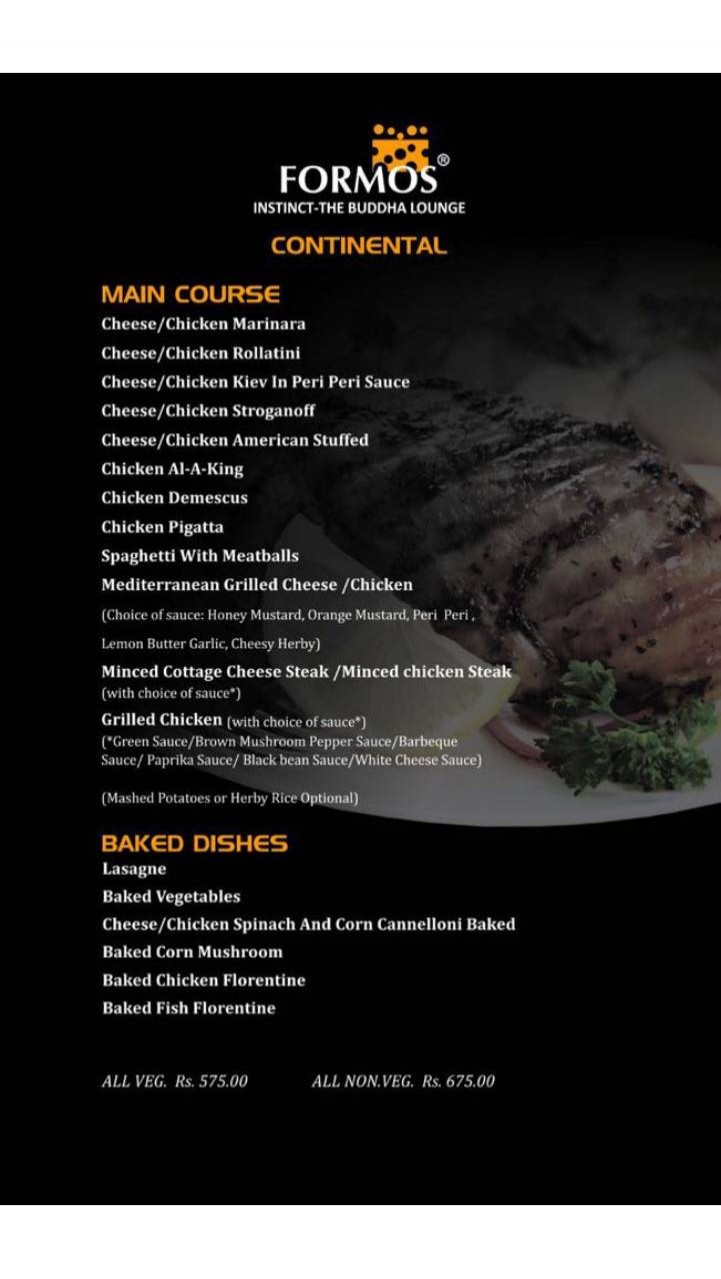 FORMOS®
INSTINCT-THE BUDDHA LOUNGE
CONTINENTAL
MAIN COURSE
Cheese/Chicken Marinara
Cheese/Chicken Rollatini
Cheese/Chicken Kiev In Peri Peri Sauce
Cheese/Chicken Stroganoff
Cheese/Chicken American Stuffed
Chicken Al-A-King
Chicken Demescus
Chicken Pigatta
Spaghetti With Meatballs
Mediterranean Grilled Cheese /Chicken
(Choice of sauce: Honey Mustard, Orange Mustard, Peri Peri ,
Lemon Butter Garlic, Cheesy Herby)
Minced Cottage Cheese Steak /Minced chicken Steak
(with choice of sauce*)
Grilled Chicken (with choice of sauce*)
(*Green Sauce/Brown Mushroom Pepper Sauce/Barbeque
Sauce/ Paprika Sauce/ Black bean Sauce/White Cheese Sauce)
(Mashed Potatoes or Herby Rice Optional)
BAKED DISHES
Lasagne
Baked Vegetables
Cheese/Chicken Spinach And Corn Cannelloni Baked
Baked Corn Mushroom
Baked Chicken Florentine
Baked Fish Florentine
ALL VEG. Rs. 575.00 ALL NON.VEG. Rs. 675.00